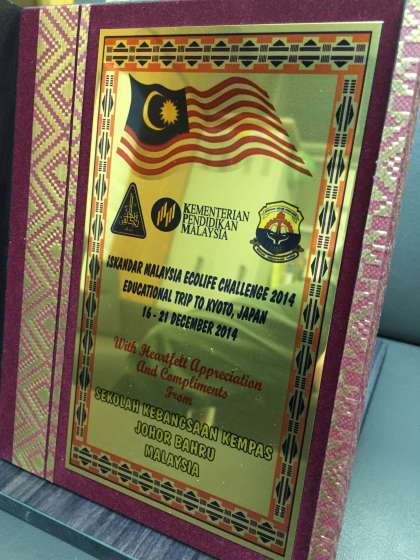 KEMENTERIAN
PENDIDIKAN
MALAYSIA
ISKANDAR MALAYSIA ECOLIFE CHALLENGE 2014
EDUCATIONAL TRIP TO KYOTO, JAPAN
16 - 21 DECEMBER 2014
With Heartfelt Appreciation
And Compliments
From
SEKOLAH KEBANGSAAN KEMPAS
JOHOR BAHRU
MALAYSIA